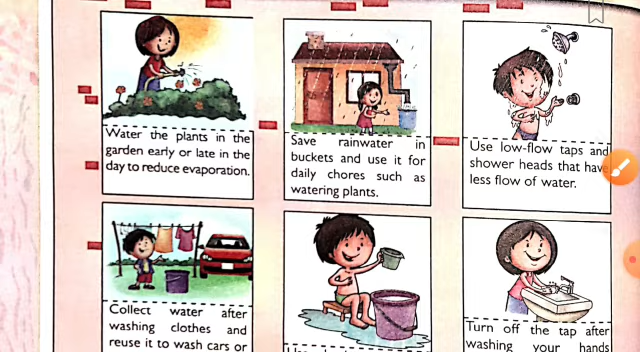 Water the plants in the
garden early or late in the
day to reduce evaporation.
Save rainwater in
buckets and use it for
daily chores such as
watering plants.
Use low-flow taps and
shower heads that have
less flow of water.
Collect water after
washing clothes and
reuse it to wash cars or
Turn off the tap after
washing your hands